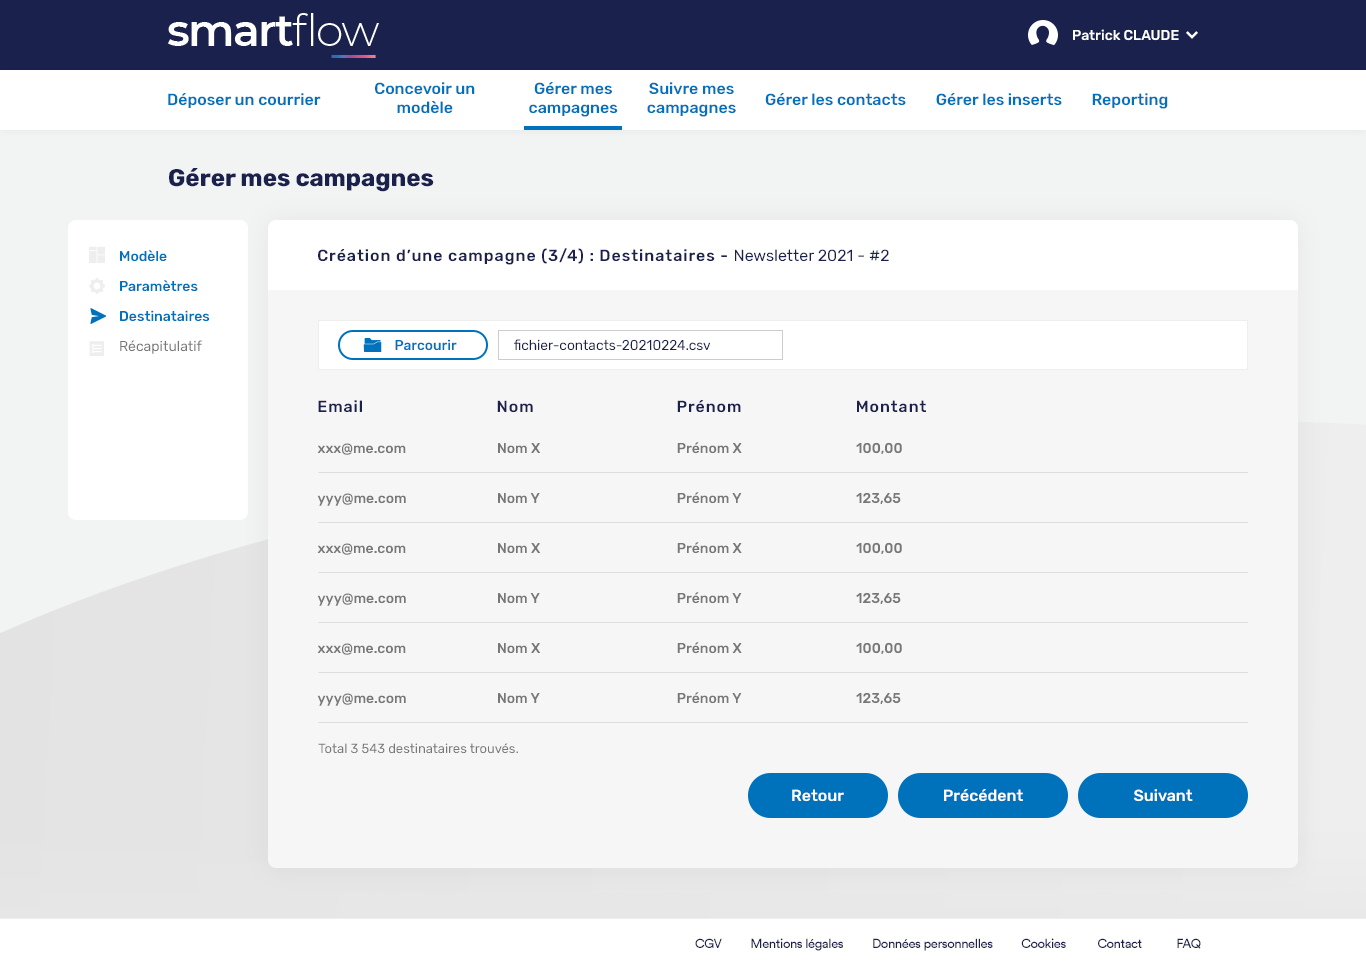 smartflow
Patrick CLAUDE
Déposer un courrier
Concevoir un
modèle
Gérer mes
campagnes
Suivre mes
campagnes
Gérer les contacts
Gérer les inserts
Reporting
Gérer mes campagnes
Modèle
Paramètres
Destinataires
Récapitulatif
Création d’une campagne (3/4) : Destinataires - Newsletter 2021 - #2
Parcourir
fichier-contacts-20210224.csv
Email Nom Prénom Montant
xxx@me.com Nom X Prénom X 100,00
yyy@me.com Nom Y Prénom Y 123,65
xxx@me.com Nom X Prénom X 100,00
yyy@me.com Nom Y Prénom Y 123,65
xxx@me.com Nom X Prénom X 100,00
yyy@me.com Nom Y Prénom Y 123,65
Total 3 543 destinataires trouvés.
Retour Précédent Suivant
CGV Mentions légales Données personnelles Cookies Contact FAQ